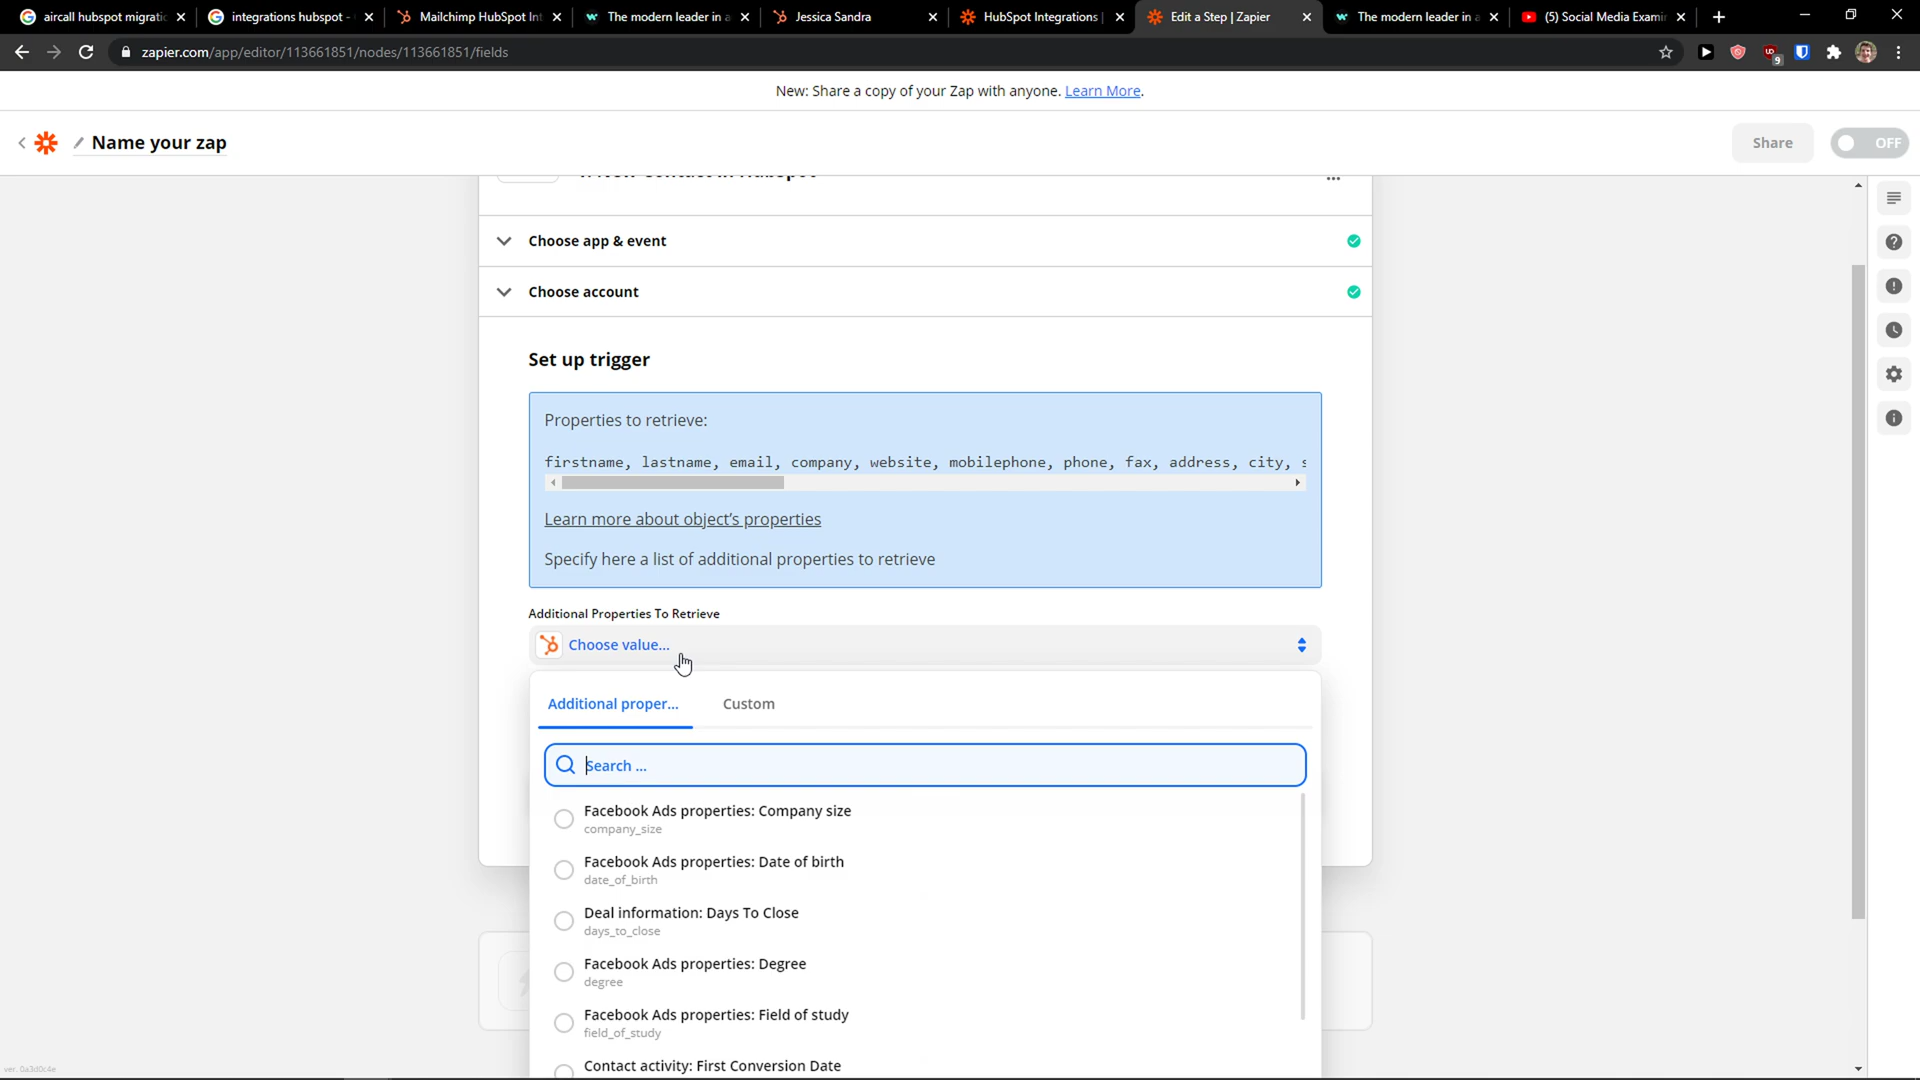 aircall hubspot migrati
integrations hubspot -
Mailchimp HubSpot Int
The modern leader in a
Jessica Sandra
HubSpot Integrations |
Edit a Step | Zapier
The modern leader in a
(5) Social Media Exami
zapier.com/app/editor/113661851/nodes/113661851/fields
9
New: Share a copy of your Zap with anyone. Learn More.
Name your zap
Share
OFF
1. New Contact in HubSpot
...
Choose app & event
Choose account
Set up trigger
Properties to retrieve:
firstname, lastname, email, company, website, mobilephone, phone, fax, address, city, s
Learn more about object's properties
Specify here a list of additional properties to retrieve
Additional Properties To Retrieve
Choose value...
Additional proper...
Custom
Search ...
Facebook Ads properties: Company size
company_size
Facebook Ads properties: Date of birth
date_of_birth
Deal information: Days To Close
days_to_close
Facebook Ads properties: Degree
degree
Facebook Ads properties: Field of study
field_of_study
Contact activity: First Conversion Date
ver. 0a3d0c4e